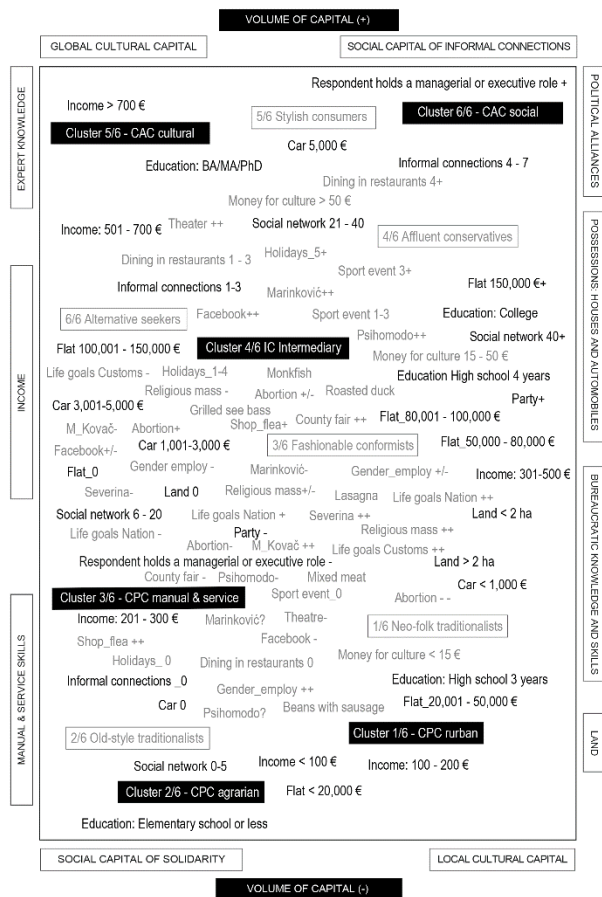 VOLUME OF CAPITAL (+)
GLOBAL CULTURAL CAPITAL
SOCIAL CAPITAL OF INFORMAL CONNECTIONS
EXPERT KNOWLEDGE
INCOME
MANUAL & SERVICE SKILLS
POLITICAL ALLIANCES
POSSESSIONS: HOUSES AND AUTOMOBILES
BUREAUCRATIC KNOWLEDGE AND SKILLS
LAND
Respondent holds a managerial or executive role +
Income > 700 €
5/6 Stylish consumers
Cluster 6/6 - CAC social
Cluster 5/6 - CAC cultural
Car 5,000 €
Education: BA/MA/PhD
Informal connections 4 - 7
Dining in restaurants 4+
Money for culture > 50 €
Income: 501 - 700 €
Theater ++
Social network 21 - 40
4/6 Affluent conservatives
Dining in restaurants 1 - 3
Holidays_5+
Sport event 3+
Informal connections 1-3
Marinković++
Flat 150,000 €+
6/6 Alternative seekers
Facebook++
Sport event 1-3
Education: College
Psihomodo++
Social network 40+
Flat 100,001 - 150,000 €
Cluster 4/6 IC Intermediary
Money for culture 15 - 50 €
Life goals Customs -
Holidays_1-4
Monkfish
Education High school 4 years
Religious mass -
Abortion +/-
Roasted duck
Party+
Car 3,001-5,000 €
Grilled see bass
Shop_flea+
County fair ++
Flat_80,001 - 100,000 €
M_Kovač-
Abortion+
Facebook+/-
Car 1,001-3,000 €
3/6 Fashionable conformists
Flat_50,000 - 80,000 €
Flat_0
Gender employ -
Marinković-
Gender_employ +/-
Income: 301-500 €
Severina-
Land 0
Religious mass+/-
Lasagna
Life goals Nation ++
Social network 6 - 20
Life goals Nation +
Severina ++
Land < 2 ha
Life goals Nation -
Party -
Religious mass ++
Abortion-
M_Kovač ++
Life goals Customs ++
Respondent holds a managerial or executive role -
Land > 2 ha
County fair -
Psihomodo-
Mixed meat
Car < 1,000 €
Cluster 3/6 - CPC manual & service
Sport event_0
Abortion - -
Income: 201 - 300 €
Marinković?
Theatre-
1/6 Neo-folk traditionalists
Shop_flea ++
Facebook -
Holidays_ 0
Dining in restaurants 0
Money for culture < 15 €
Informal connections _0
Gender_employ ++
Education: High school 3 years
Car 0
Psihomodo?
Beans with sausage
Flat_20,001 - 50,000 €
2/6 Old-style traditionalists
Cluster 1/6 - CPC rurban
Social network 0-5
Income < 100 €
Income: 100 - 200 €
Cluster 2/6 - CPC agrarian
Flat < 20,000 €
Education: Elementary school or less
SOCIAL CAPITAL OF SOLIDARITY
LOCAL CULTURAL CAPITAL
VOLUME OF CAPITAL (-)